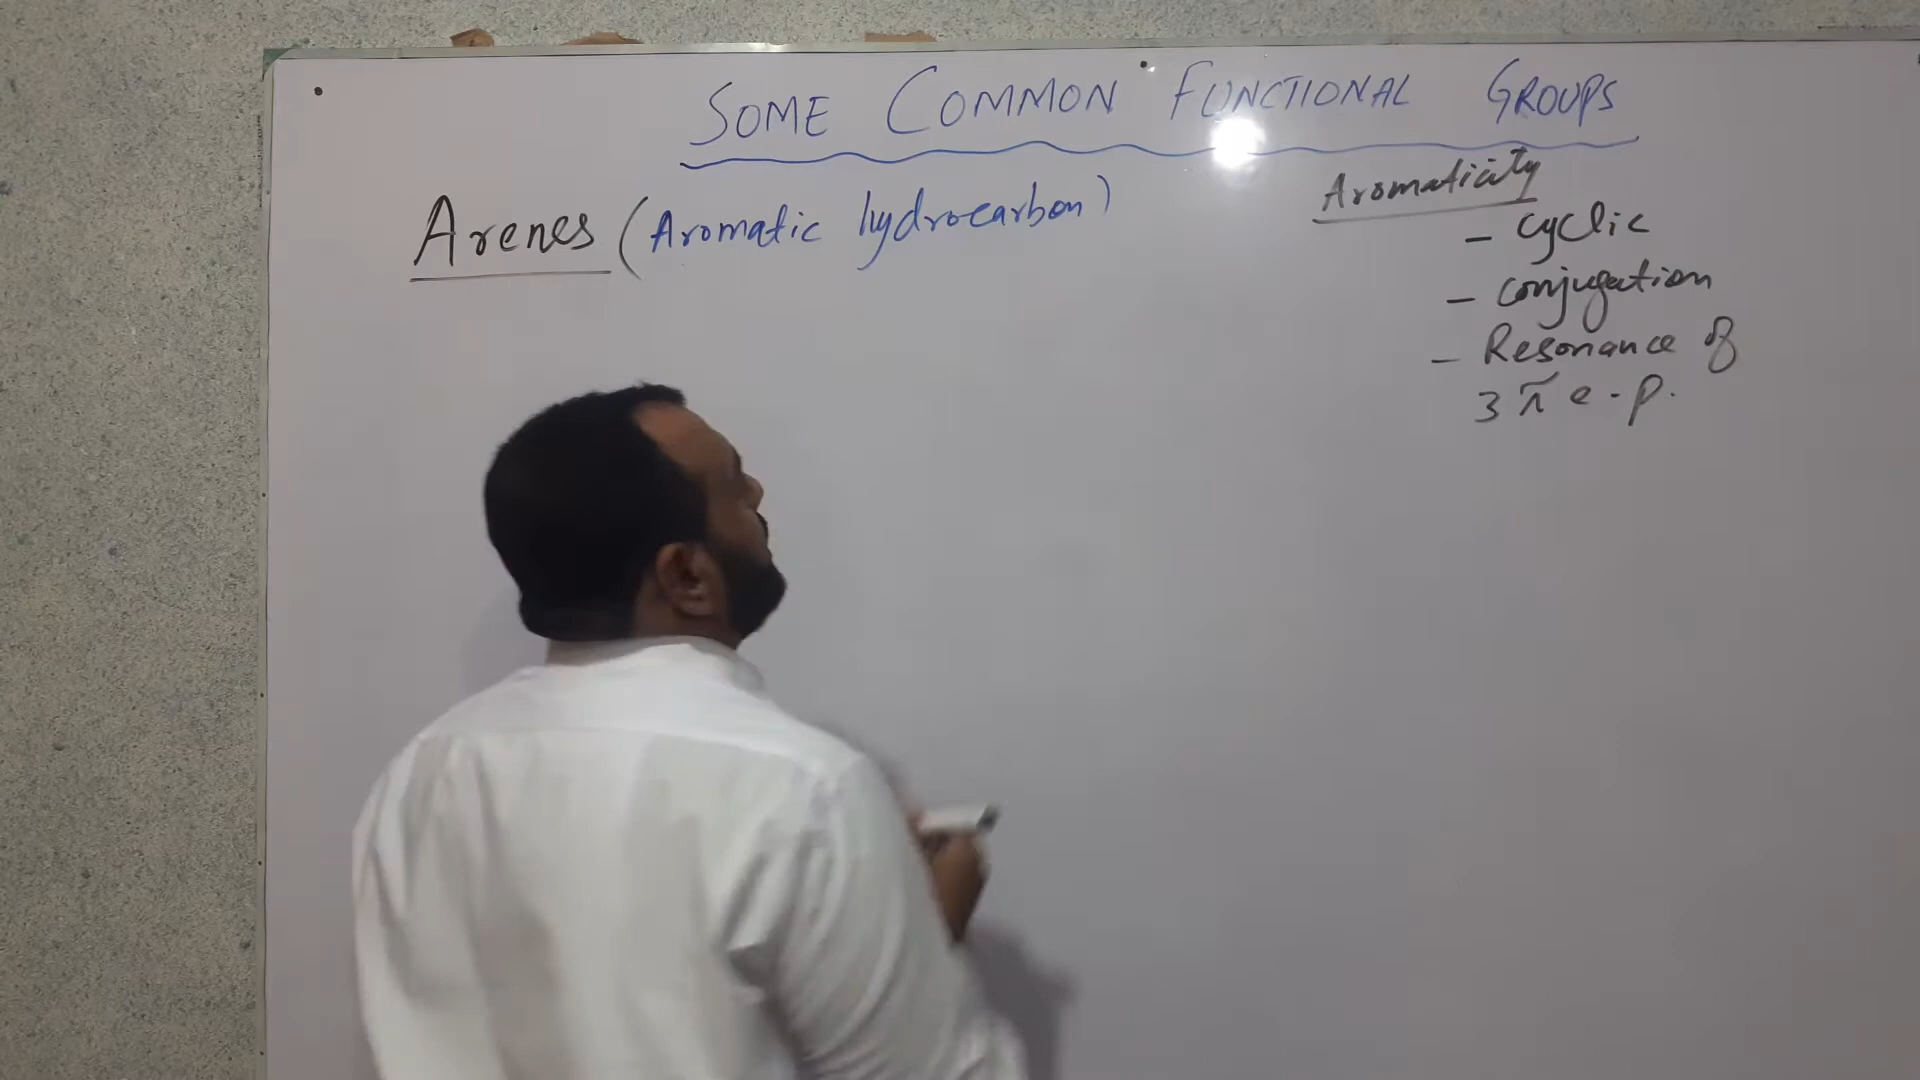 SOME COMMON FUNCTIONAL GROUPS
Arenes (Aromatic hydrocarbon)
Aromaticity
- cyclic
- conjugation
- Resonance of
3 π e.p.